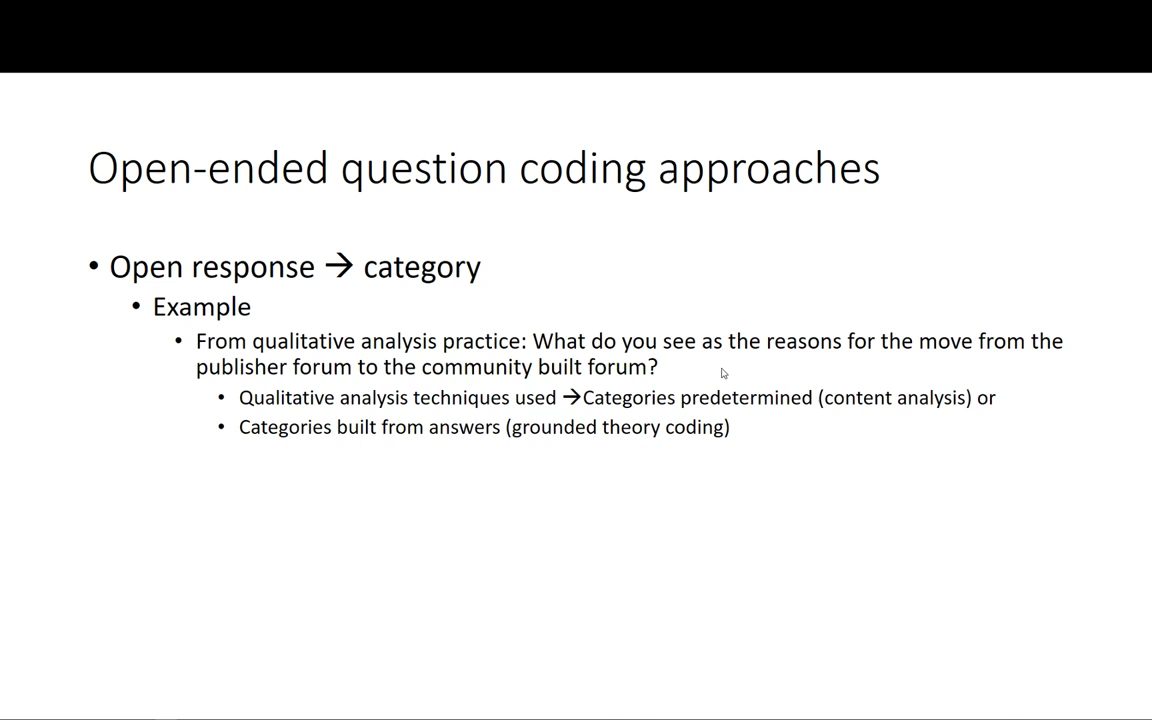 Open-ended question coding approaches
• Open response → category
• Example
• From qualitative analysis practice: What do you see as the reasons for the move from the
publisher forum to the community built forum?
• Qualitative analysis techniques used →Categories predetermined (content analysis) or
• Categories built from answers (grounded theory coding)